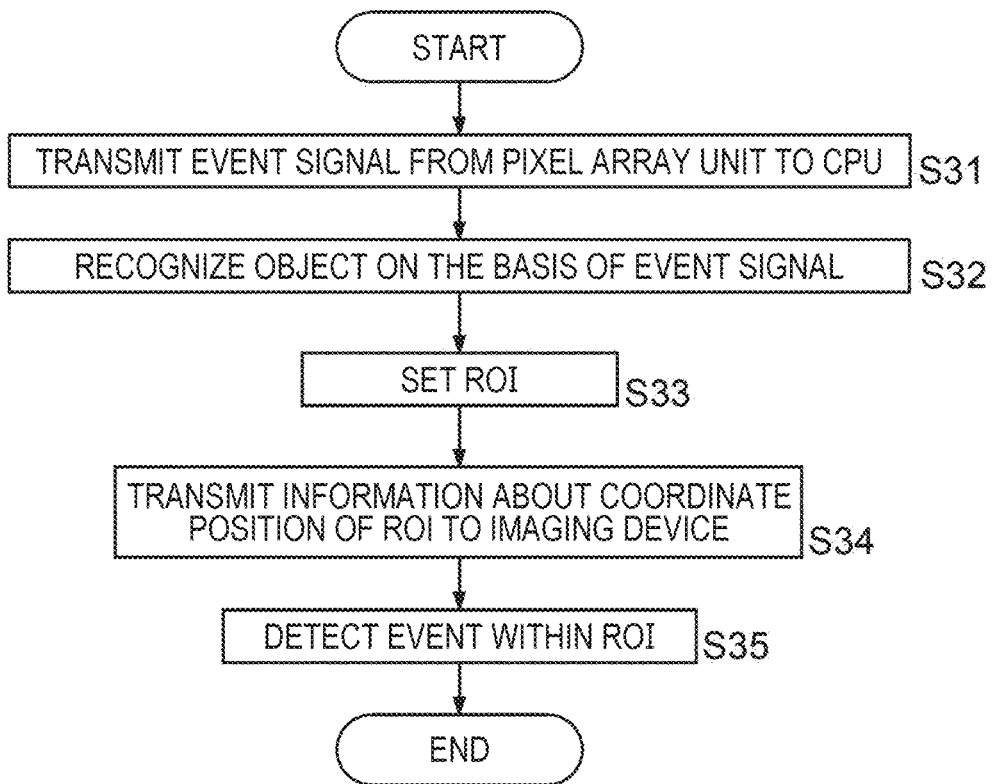 START
TRANSMIT EVENT SIGNAL FROM PIXEL ARRAY UNIT TO CPU
S31
RECOGNIZE OBJECT ON THE BASIS OF EVENT SIGNAL
S32
SET ROI
S33
TRANSMIT INFORMATION ABOUT COORDINATE
POSITION OF ROI TO IMAGING DEVICE
S34
DETECT EVENT WITHIN ROI
S35
END